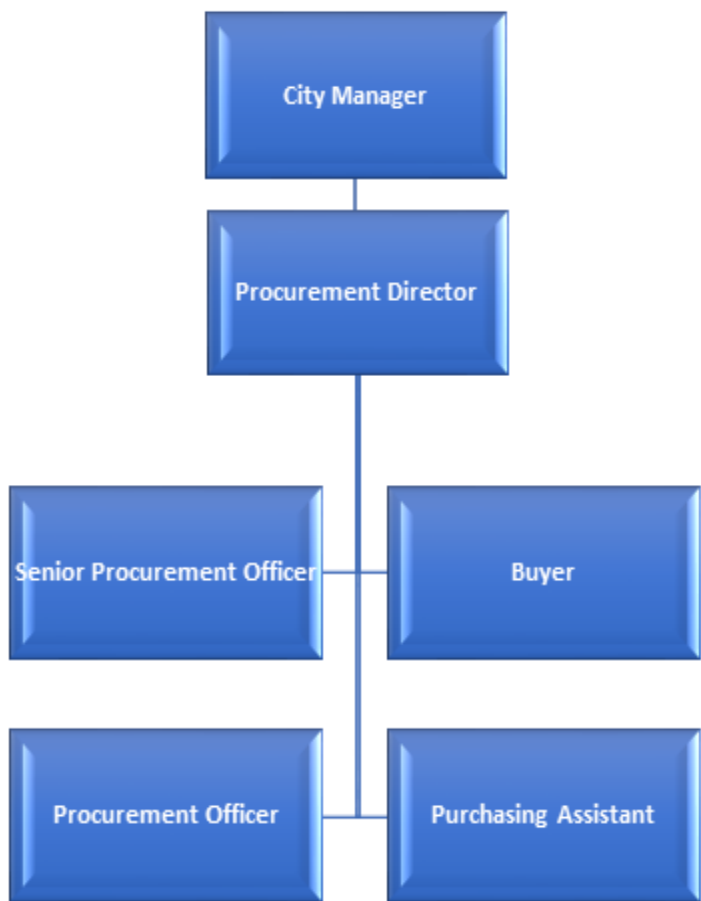 City Manager
Procurement Director
Senior Procurement Officer
Buyer
Procurement Officer
Purchasing Assistant